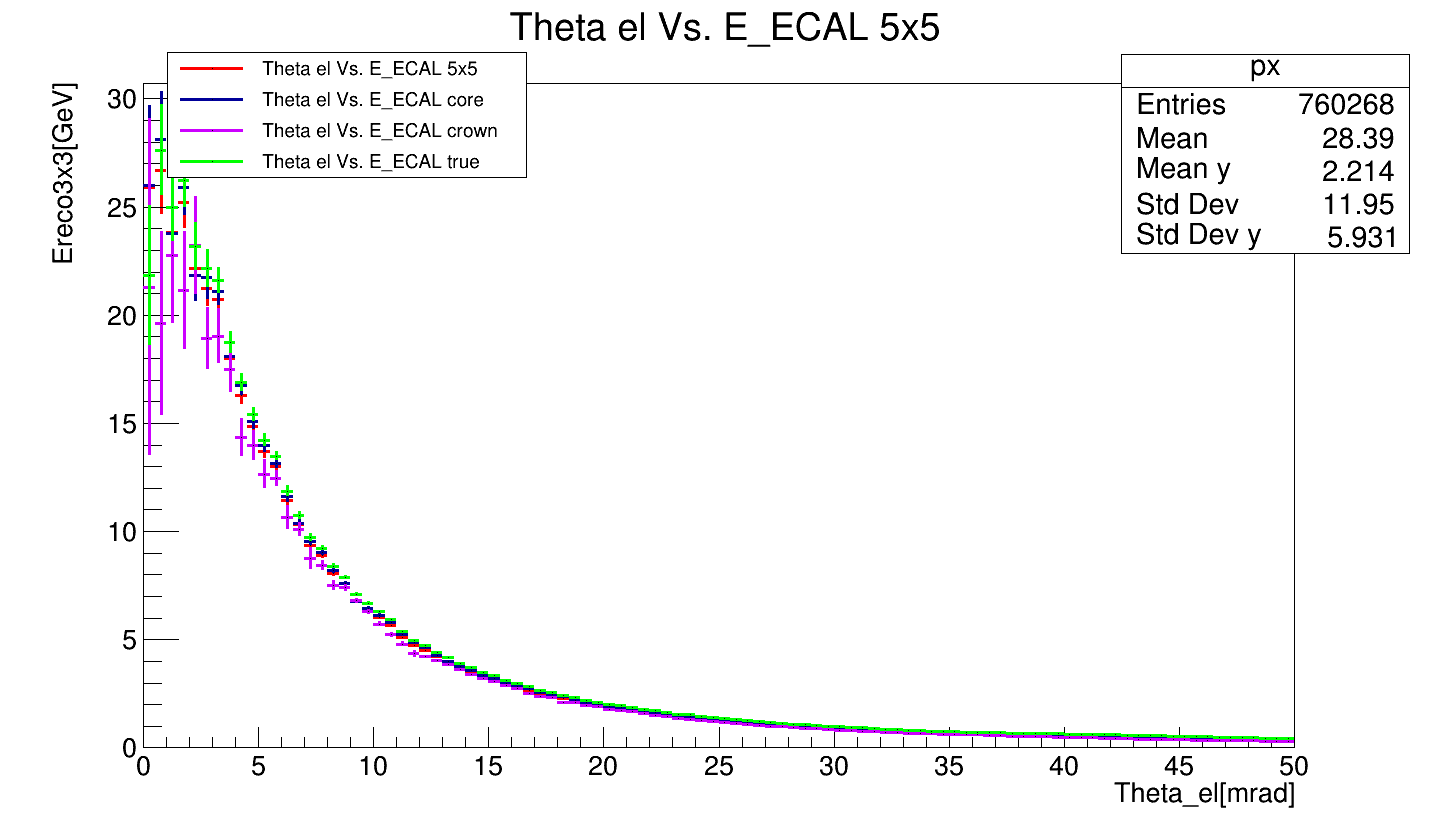 Theta el Vs. E_ECAL 5x5
Theta el Vs. E_ECAL 5x5
Theta el Vs. E_ECAL core
Theta el Vs. E_ECAL crown
Theta el Vs. E_ECAL true
px
Entries 760268
Mean 28.39
Mean y 2.214
Std Dev 11.95
Std Dev y 5.931
Ereco3x3[GeV]
30
25
20
15
10
5
0
0 5 10 15 20 25 30 35 40 45 50
Theta_el[mrad]